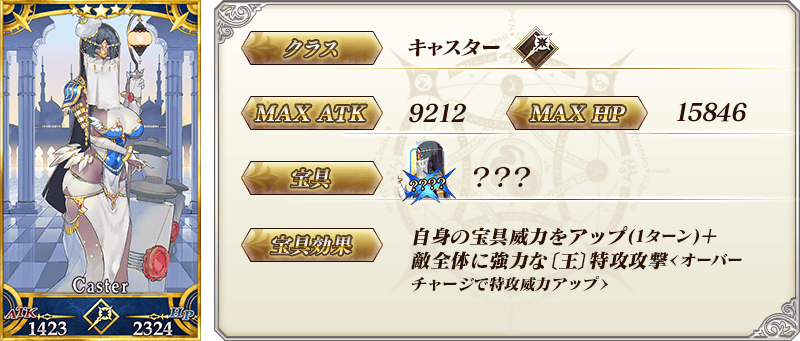 Caster
ATK
1423
HP
2324
クラス
キャスター
MAX ATK
9212
MAX HP
15846
宝具
????
???
宝具効果
自身の宝具威力をアップ(1ターン)＋
敵全体に強力な〔王〕特攻攻撃<オーバー
チャージで特攻威力アップ>